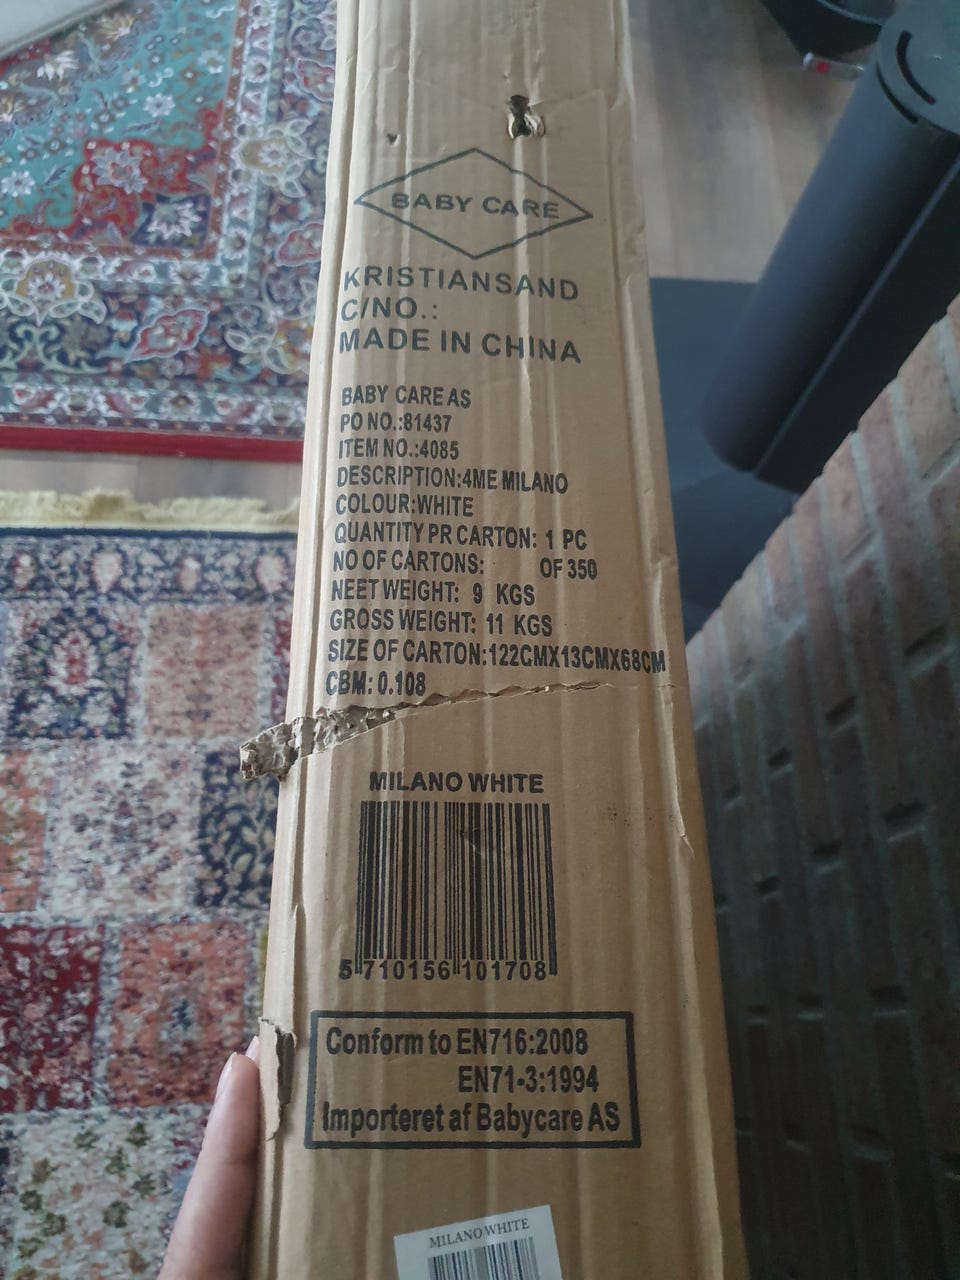 BABY CARE
KRISTIANSAND
C/NO.:
MADE IN CHINA
BABY CARE AS
PO NO.:81437
ITEM NO.:4085
DESCRIPTION:4ME MILANO
COLOUR:WHITE
QUANTITY PR CARTON: 1 PC
NO OF CARTONS: OF 350
NEET WEIGHT: 9 KGS
GROSS WEIGHT: 11 KGS
SIZE OF CARTON:122CMX13CMX68CM
CBM: 0.108
MILANO WHITE
5 710156 101708
Conform to EN716:2008
EN71-3:1994
Importeret af Babycare AS
MILANO WHITE